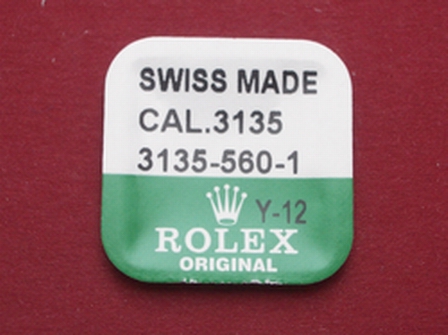 SWISS MADE
CAL.3135
3135-560-1
Y-12
ROLEX
ORIGINAL